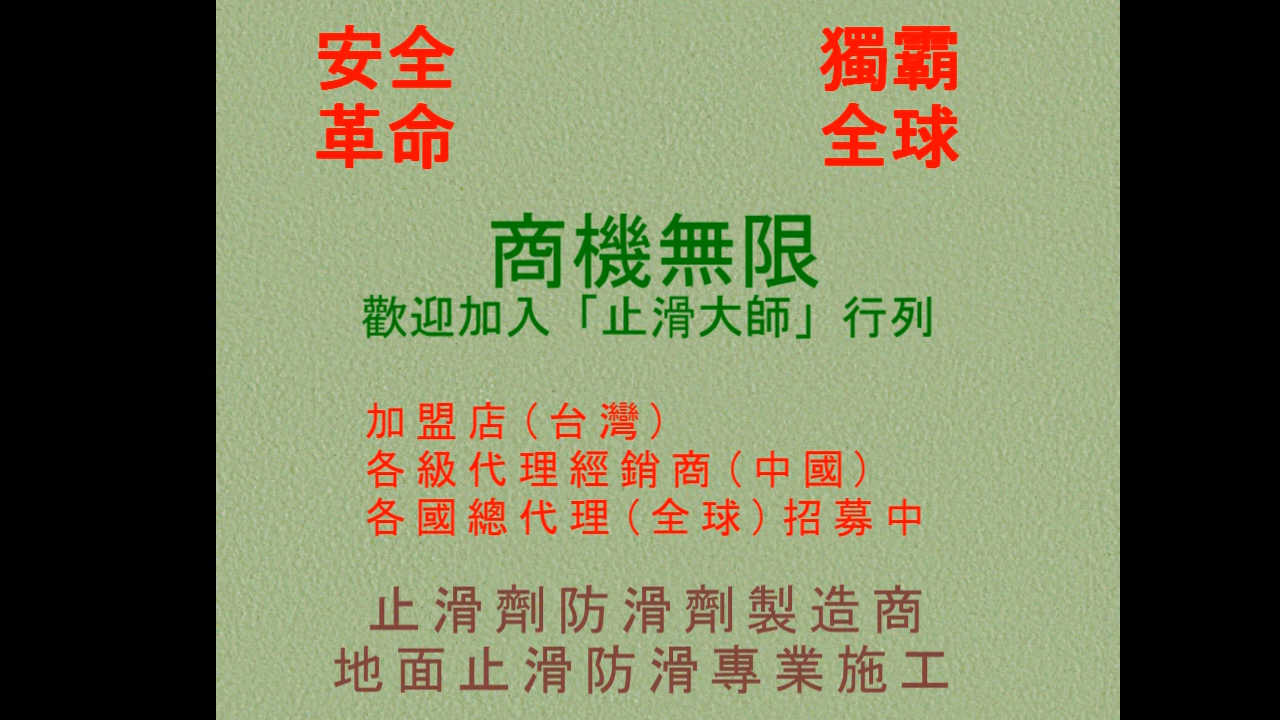 安全 獨霸
革命 全球
商機無限
歡迎加入「止滑大師」行列
加盟店(台灣)
各級代理經銷商(中國)
各國總代理(全球)招募中
止滑劑防滑劑製造商
地面止滑防滑專業施工